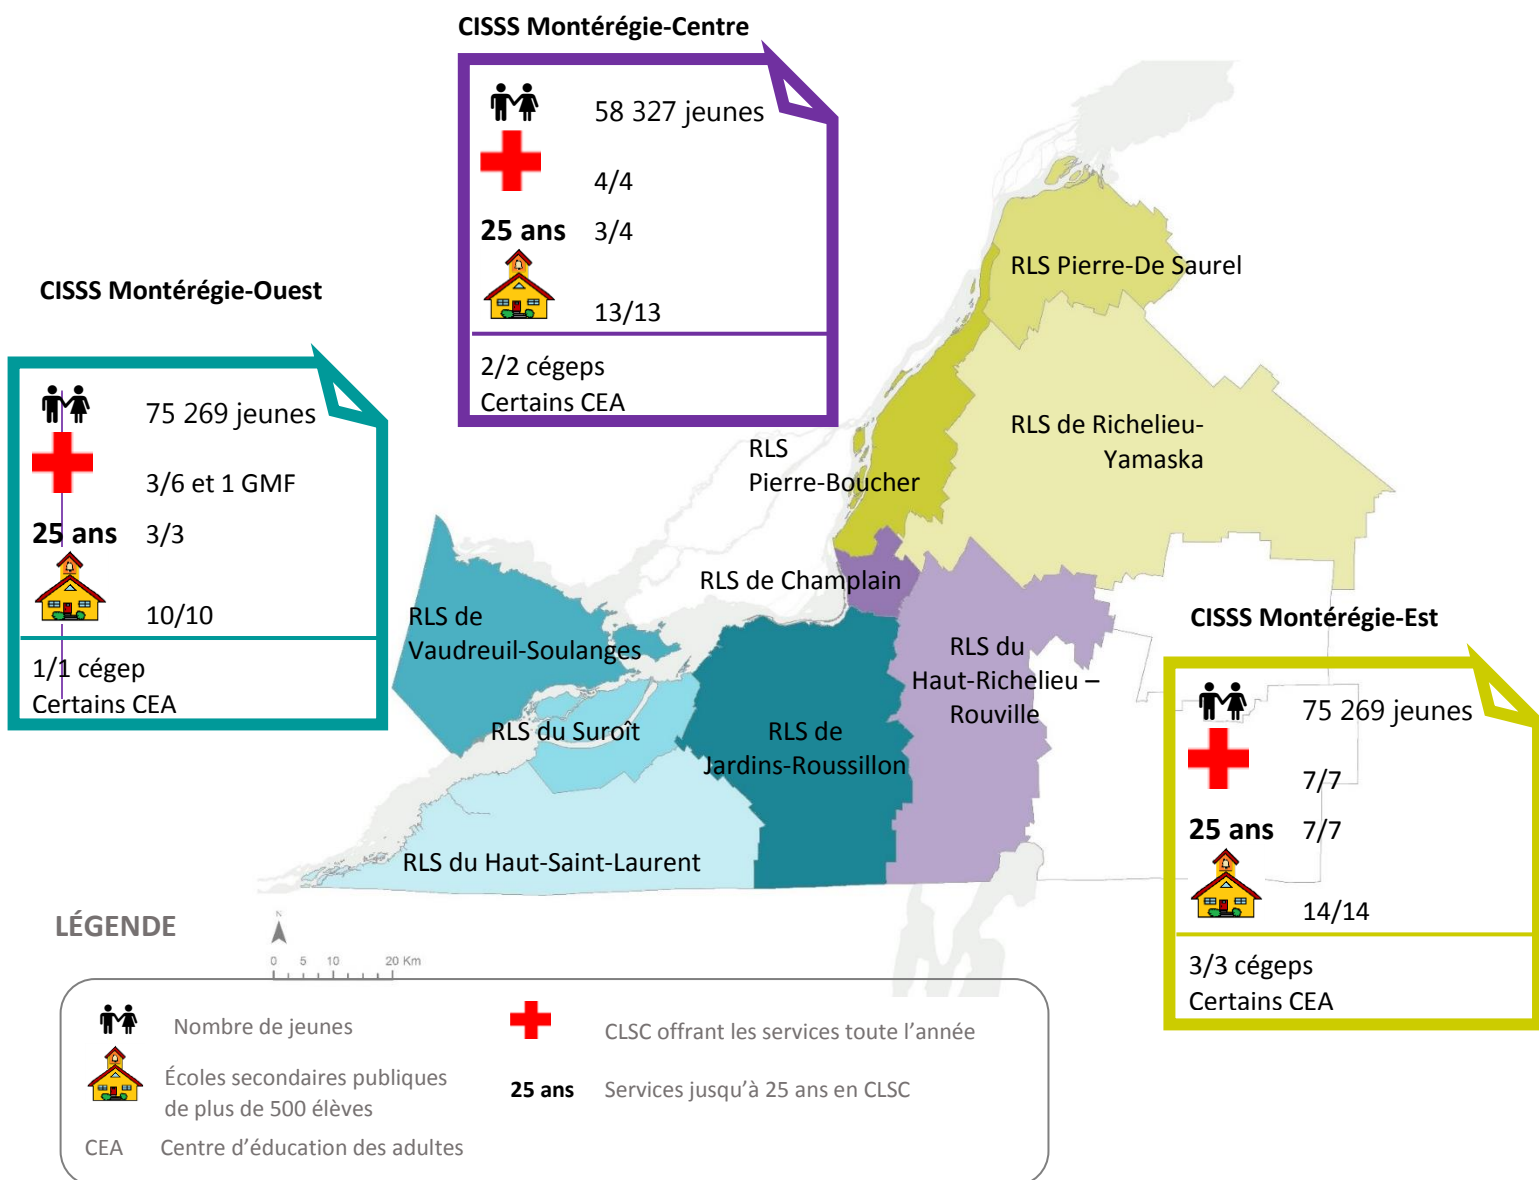 CISSS Montérégie-Centre
58 327 jeunes
4/4
25 ans 3/4
13/13
2/2 cégeps
Certains CEA
CISSS Montérégie-Ouest
75 269 jeunes
3/6 et 1 GMF
25 ans 3/3
10/10
1/1 cégep
Certains CEA
RLS Pierre-De Saurel
RLS de Richelieu-
Yamaska
RLS
Pierre-Boucher
RLS de Champlain
RLS de
Vaudreuil-Soulanges
RLS du
Haut-Richelieu –
Rouville
RLS du Suroît
RLS de
Jardins-Roussillon
RLS du Haut-Saint-Laurent
CISSS Montérégie-Est
75 269 jeunes
7/7
25 ans 7/7
14/14
3/3 cégeps
Certains CEA
LÉGENDE
N
0 5 10 20 Km
Nombre de jeunes
CLSC offrant les services toute l’année
Écoles secondaires publiques
de plus de 500 élèves
25 ans Services jusqu’à 25 ans en CLSC
CEA Centre d’éducation des adultes